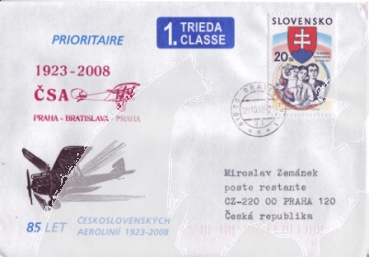 PRIORITAIRE
1. TRIEDA
CLASSE
SLOVENSKO
20
1923-2008
ČSA
PRAHA - BRATISLAVA - PRAHA
Miroslav Zemánek
poste restante
CZ-220 00 PRAHA 120
Česká republika
85 LET
ČESKOSLOVENSKÝCH
AEROLINIÍ 1923-2008